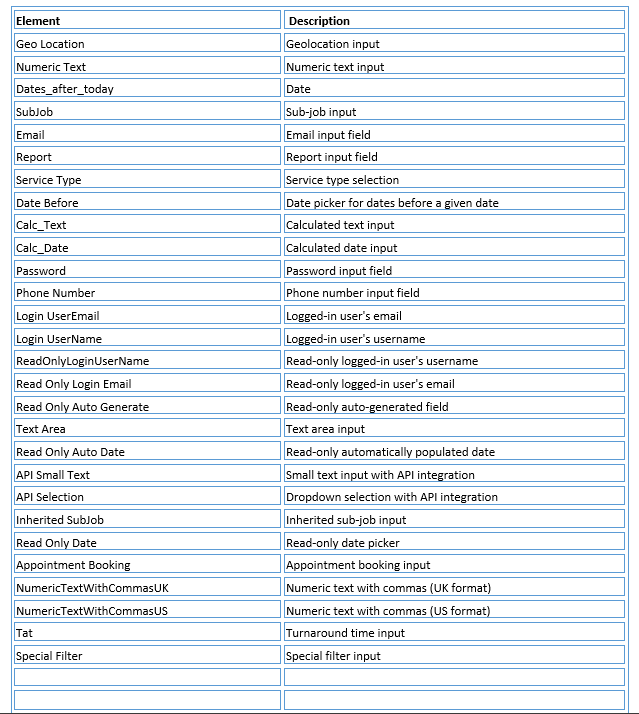 Element Description
Geo Location Geolocation input
Numeric Text Numeric text input
Dates_after_today Date
SubJob Sub-job input
Email Email input field
Report Report input field
Service Type Service type selection
Date Before Date picker for dates before a given date
Calc_Text Calculated text input
Calc_Date Calculated date input
Password Password input field
Phone Number Phone number input field
Login UserEmail Logged-in user's email
Login UserName Logged-in user's username
ReadOnlyLoginUserName Read-only logged-in user's username
Read Only Login Email Read-only logged-in user's email
Read Only Auto Generate Read-only auto-generated field
Text Area Text area input
Read Only Auto Date Read-only automatically populated date
API Small Text Small text input with API integration
API Selection Dropdown selection with API integration
Inherited SubJob Inherited sub-job input
Read Only Date Read-only date picker
Appointment Booking Appointment booking input
NumericTextWithCommasUK Numeric text with commas (UK format)
NumericTextWithCommasUS Numeric text with commas (US format)
Tat Turnaround time input
Special Filter Special filter input